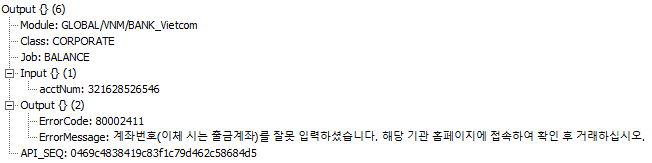 Output {} (6)
Module: GLOBAL/VNM/BANK_Vietcom
Class: CORPORATE
Job: BALANCE
Input {} (1)
acctNum: 321628526546
Output {} (2)
ErrorCode: 80002411
ErrorMessage: 계좌번호(이체 시는 출금계좌)를 잘못 입력하셨습니다. 해당 기관 홈페이지에 접속하여 확인 후 거래하십시오.
API_SEQ: 0469c4838419c83f1c79d462c58684d5